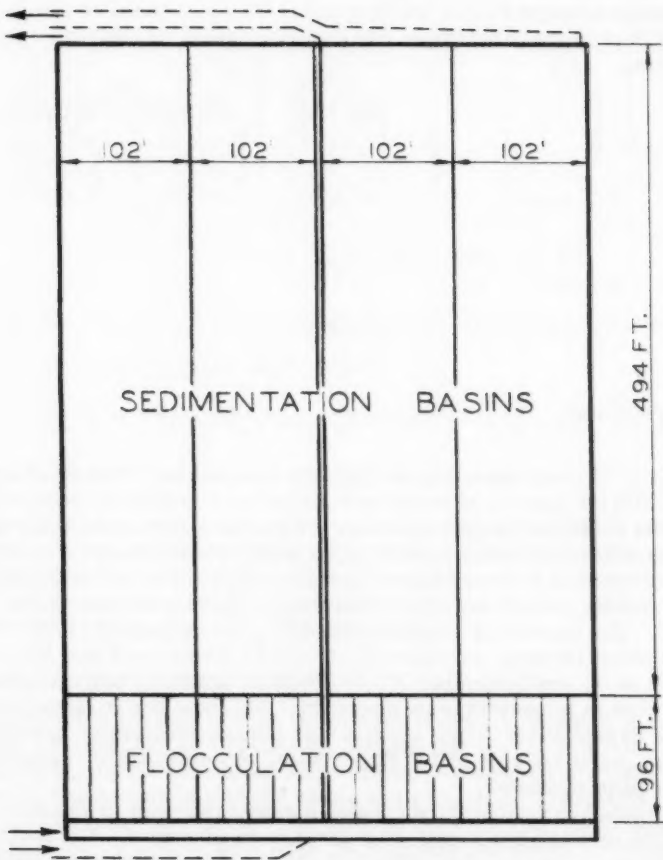 102' 102' 102' 102'
494 FT.
SEDIMENTATION BASINS
96 FT.
FLOCCULATION BASINS